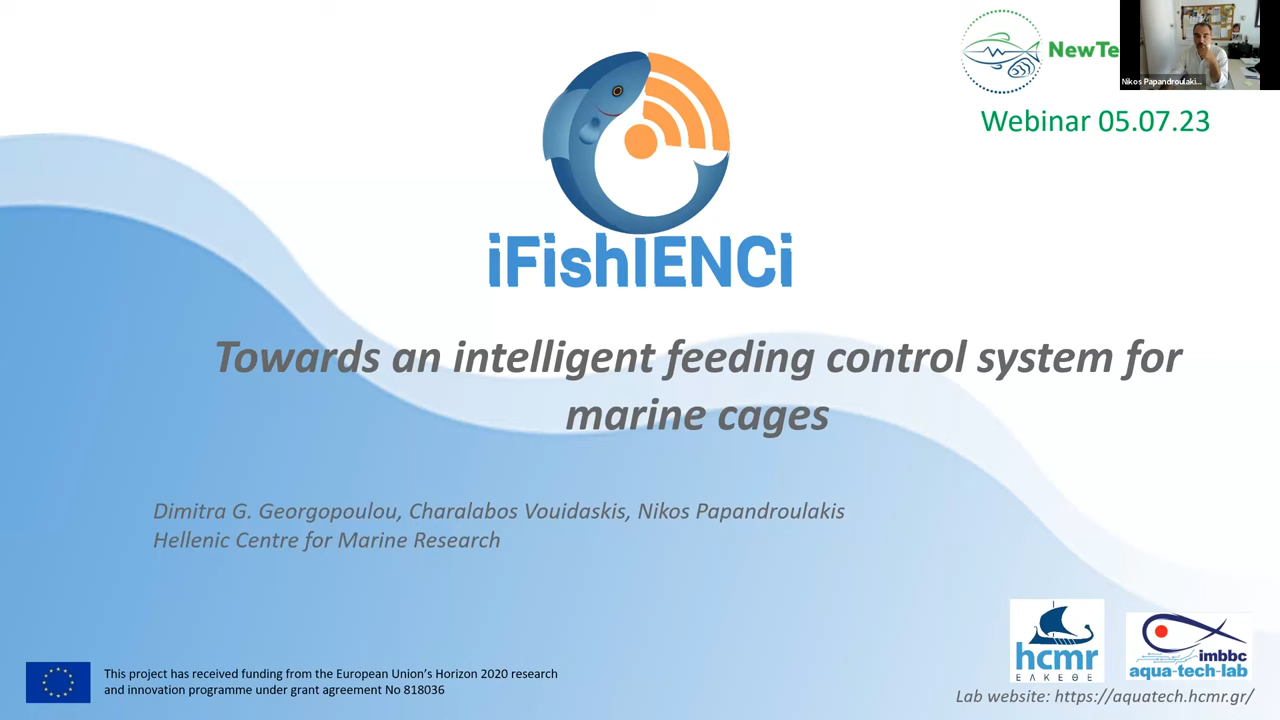 NewTe
Nikos Papandroulaki...
Webinar 05.07.23
iFishIENCi
Towards an intelligent feeding control system for
marine cages
Dimitra G. Georgopoulou, Charalabos Vouidaskis, Nikos Papandroulakis
Hellenic Centre for Marine Research
This project has received funding from the European Union's Horizon 2020 research
and innovation programme under grant agreement No 818036
hcmr
ΕΛΚΕΘΕ
imbbc
aqua-tech-lab
Lab website: https://aquatech.hcmr.gr/